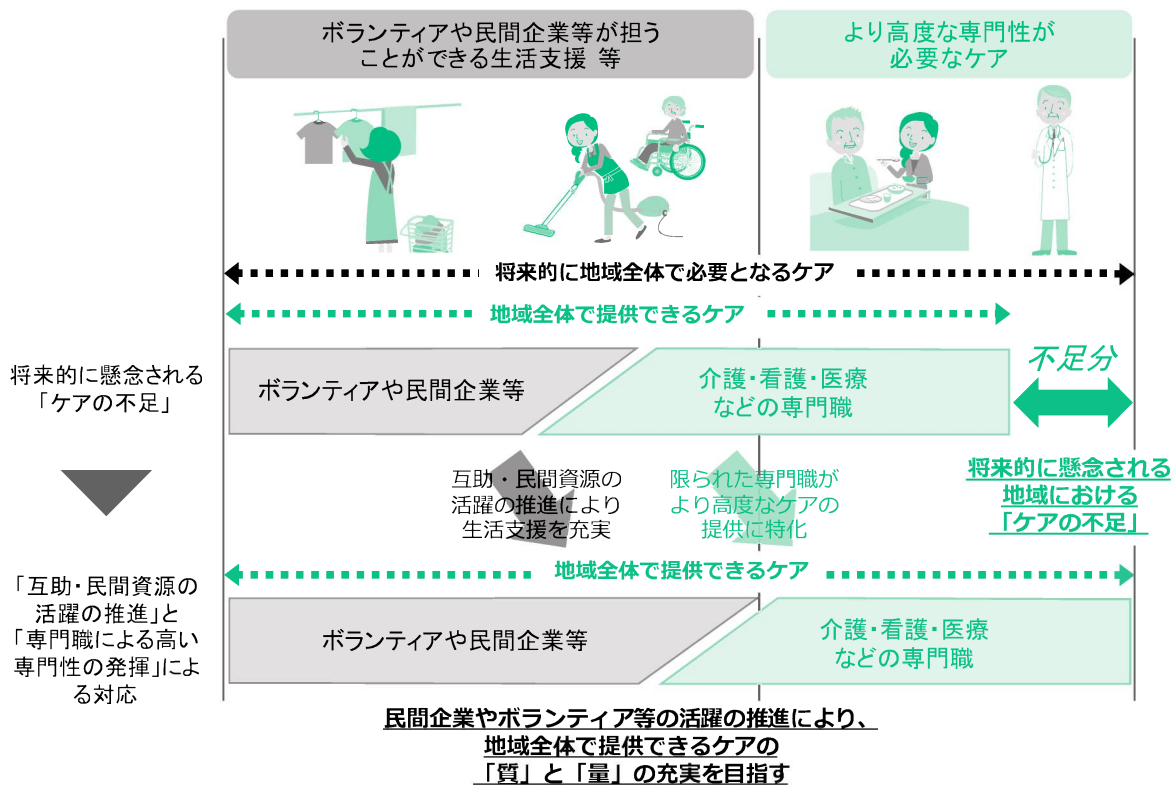 ボランティアや民間企業等が担う
ことができる生活支援 等
より高度な専門性が
必要なケア
将来的に地域全体で必要となるケア
地域全体で提供できるケア
将来的に懸念される
「ケアの不足」
ボランティアや民間企業等
介護・看護・医療
などの専門職
不足分
互助・民間資源の
活躍の推進により
生活支援を充実
限られた専門職が
より高度なケアの
提供に特化
将来的に懸念される
地域における
「ケアの不足」
地域全体で提供できるケア
「互助・民間資源の
活躍の推進」と
「専門職による高い
専門性の発揮」によ
る対応
ボランティアや民間企業等
介護・看護・医療
などの専門職
民間企業やボランティア等の活躍の推進により、
地域全体で提供できるケアの
「質」と「量」の充実を目指す